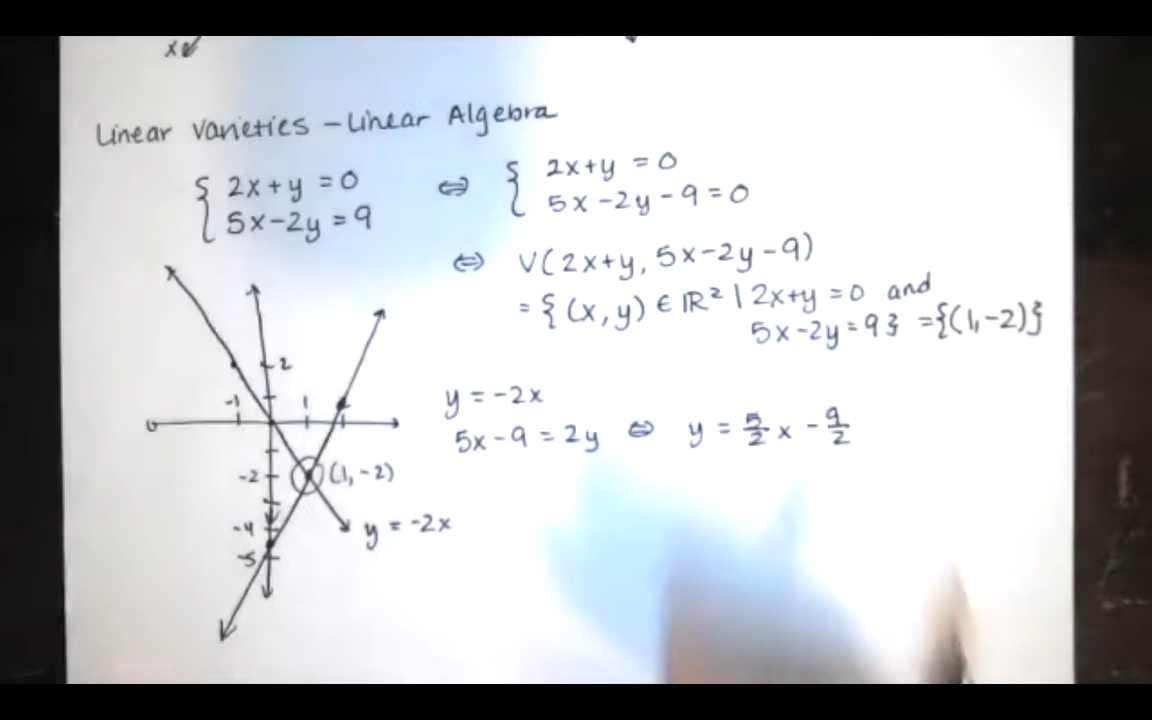 x
Linear Varieties – Linear Algebra
{ 2x+y = 0 ⇔ { 2x+y = 0
5x-2y = 9 5x-2y-9 = 0
⇔ V(2x+y, 5x-2y-9)
= { (x,y) ∈ ℝ² | 2x+y = 0 and
5x-2y = 9 } = {(1,-2)}
y = -2x
5x-9 = 2y ⇔ y = 5/2 x - 9/2
2
-1 1
-2 (1,-2)
-4
-5
y = -2x